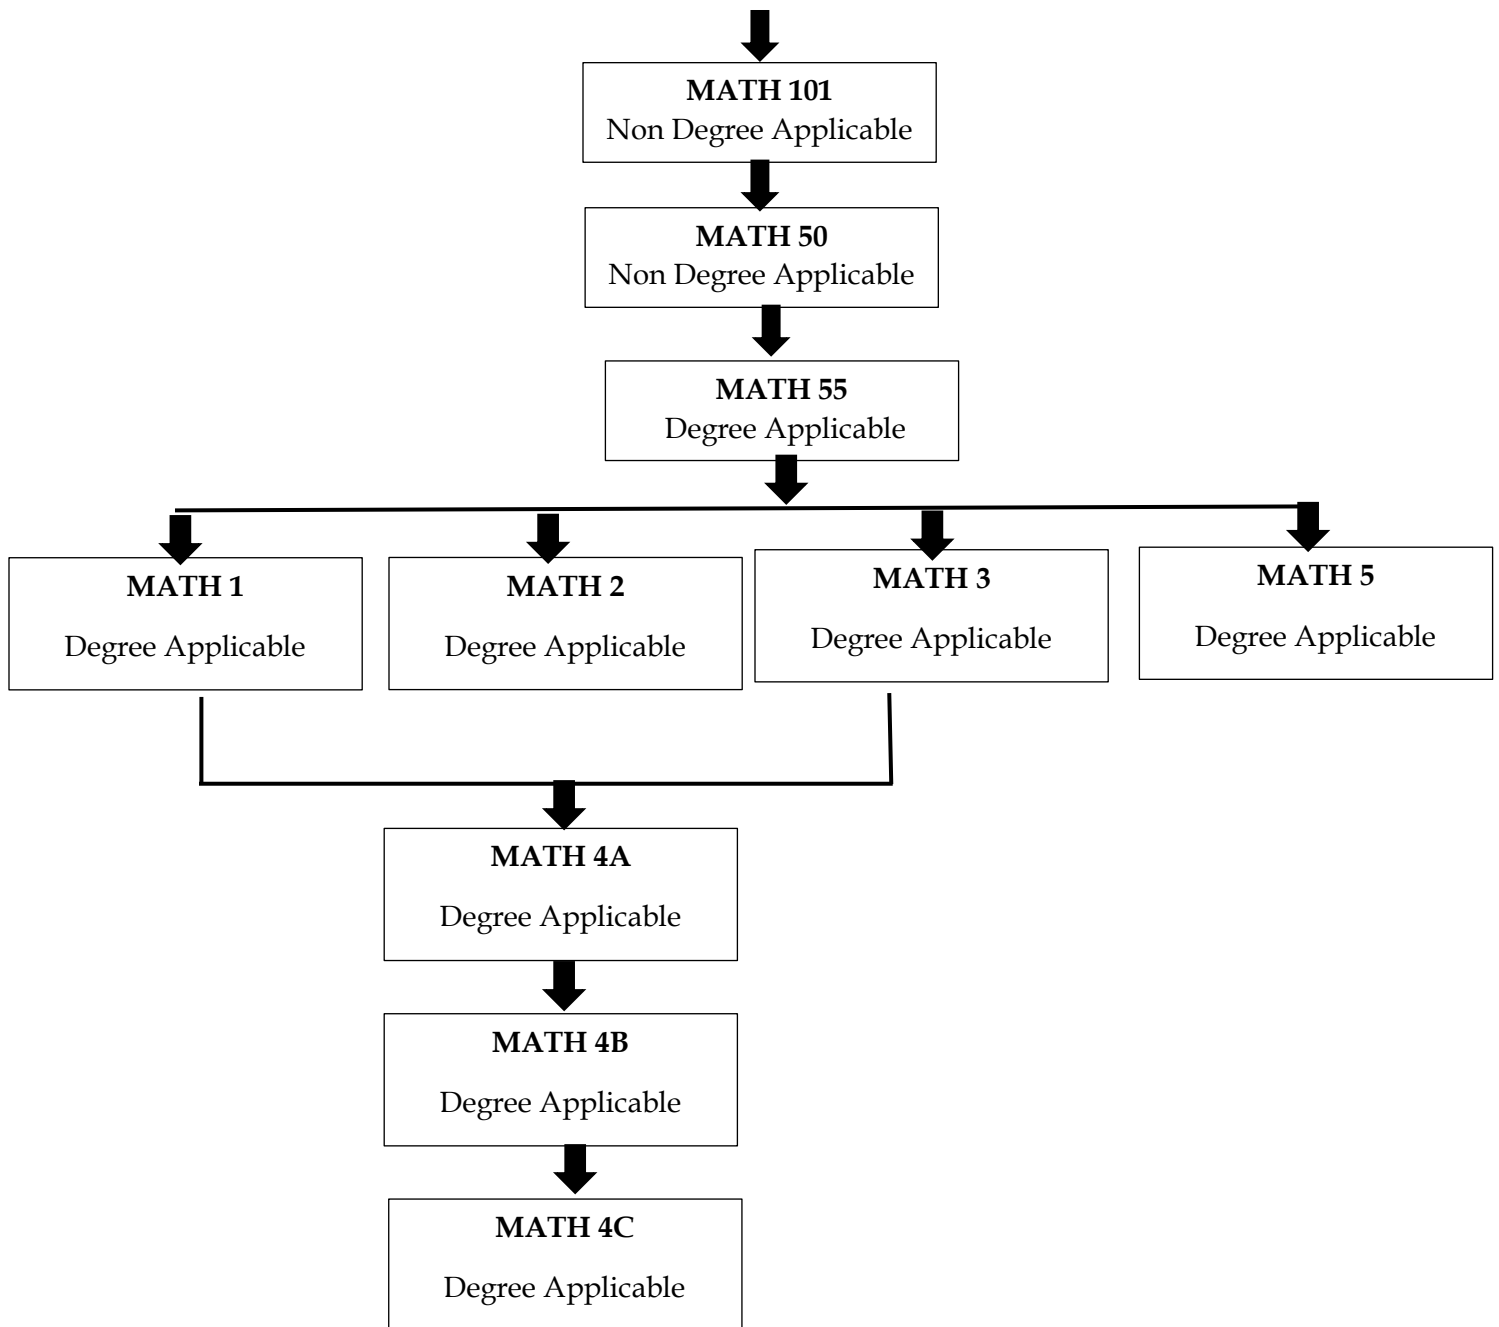 MATH 101
Non Degree Applicable
MATH 50
Non Degree Applicable
MATH 55
Degree Applicable
MATH 1
Degree Applicable
MATH 2
Degree Applicable
MATH 3
Degree Applicable
MATH 5
Degree Applicable
MATH 4A
Degree Applicable
MATH 4B
Degree Applicable
MATH 4C
Degree Applicable